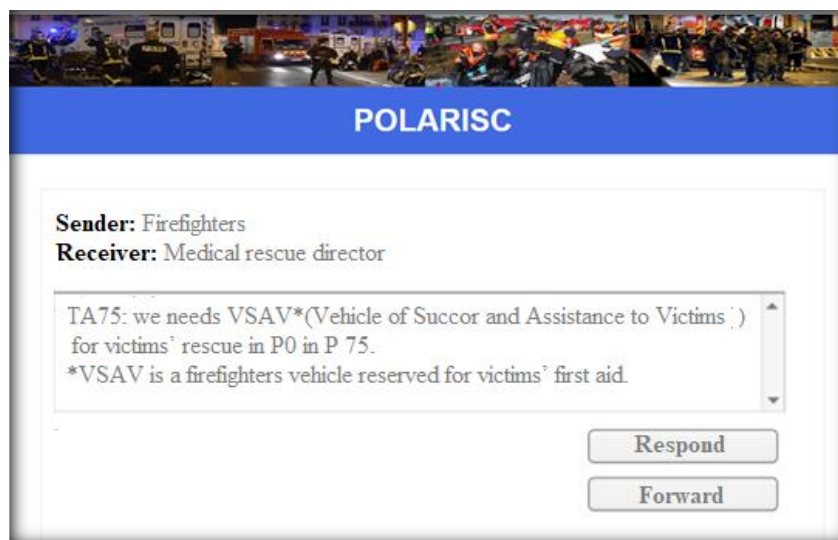 POLARISC
Sender: Firefighters
Receiver: Medical rescue director
TA75: we needs VSAV*(Vehicle of Succor and Assistance to Victims )
for victims' rescue in P0 in P 75.
*VSAV is a firefighters vehicle reserved for victims' first aid.
Respond
Forward